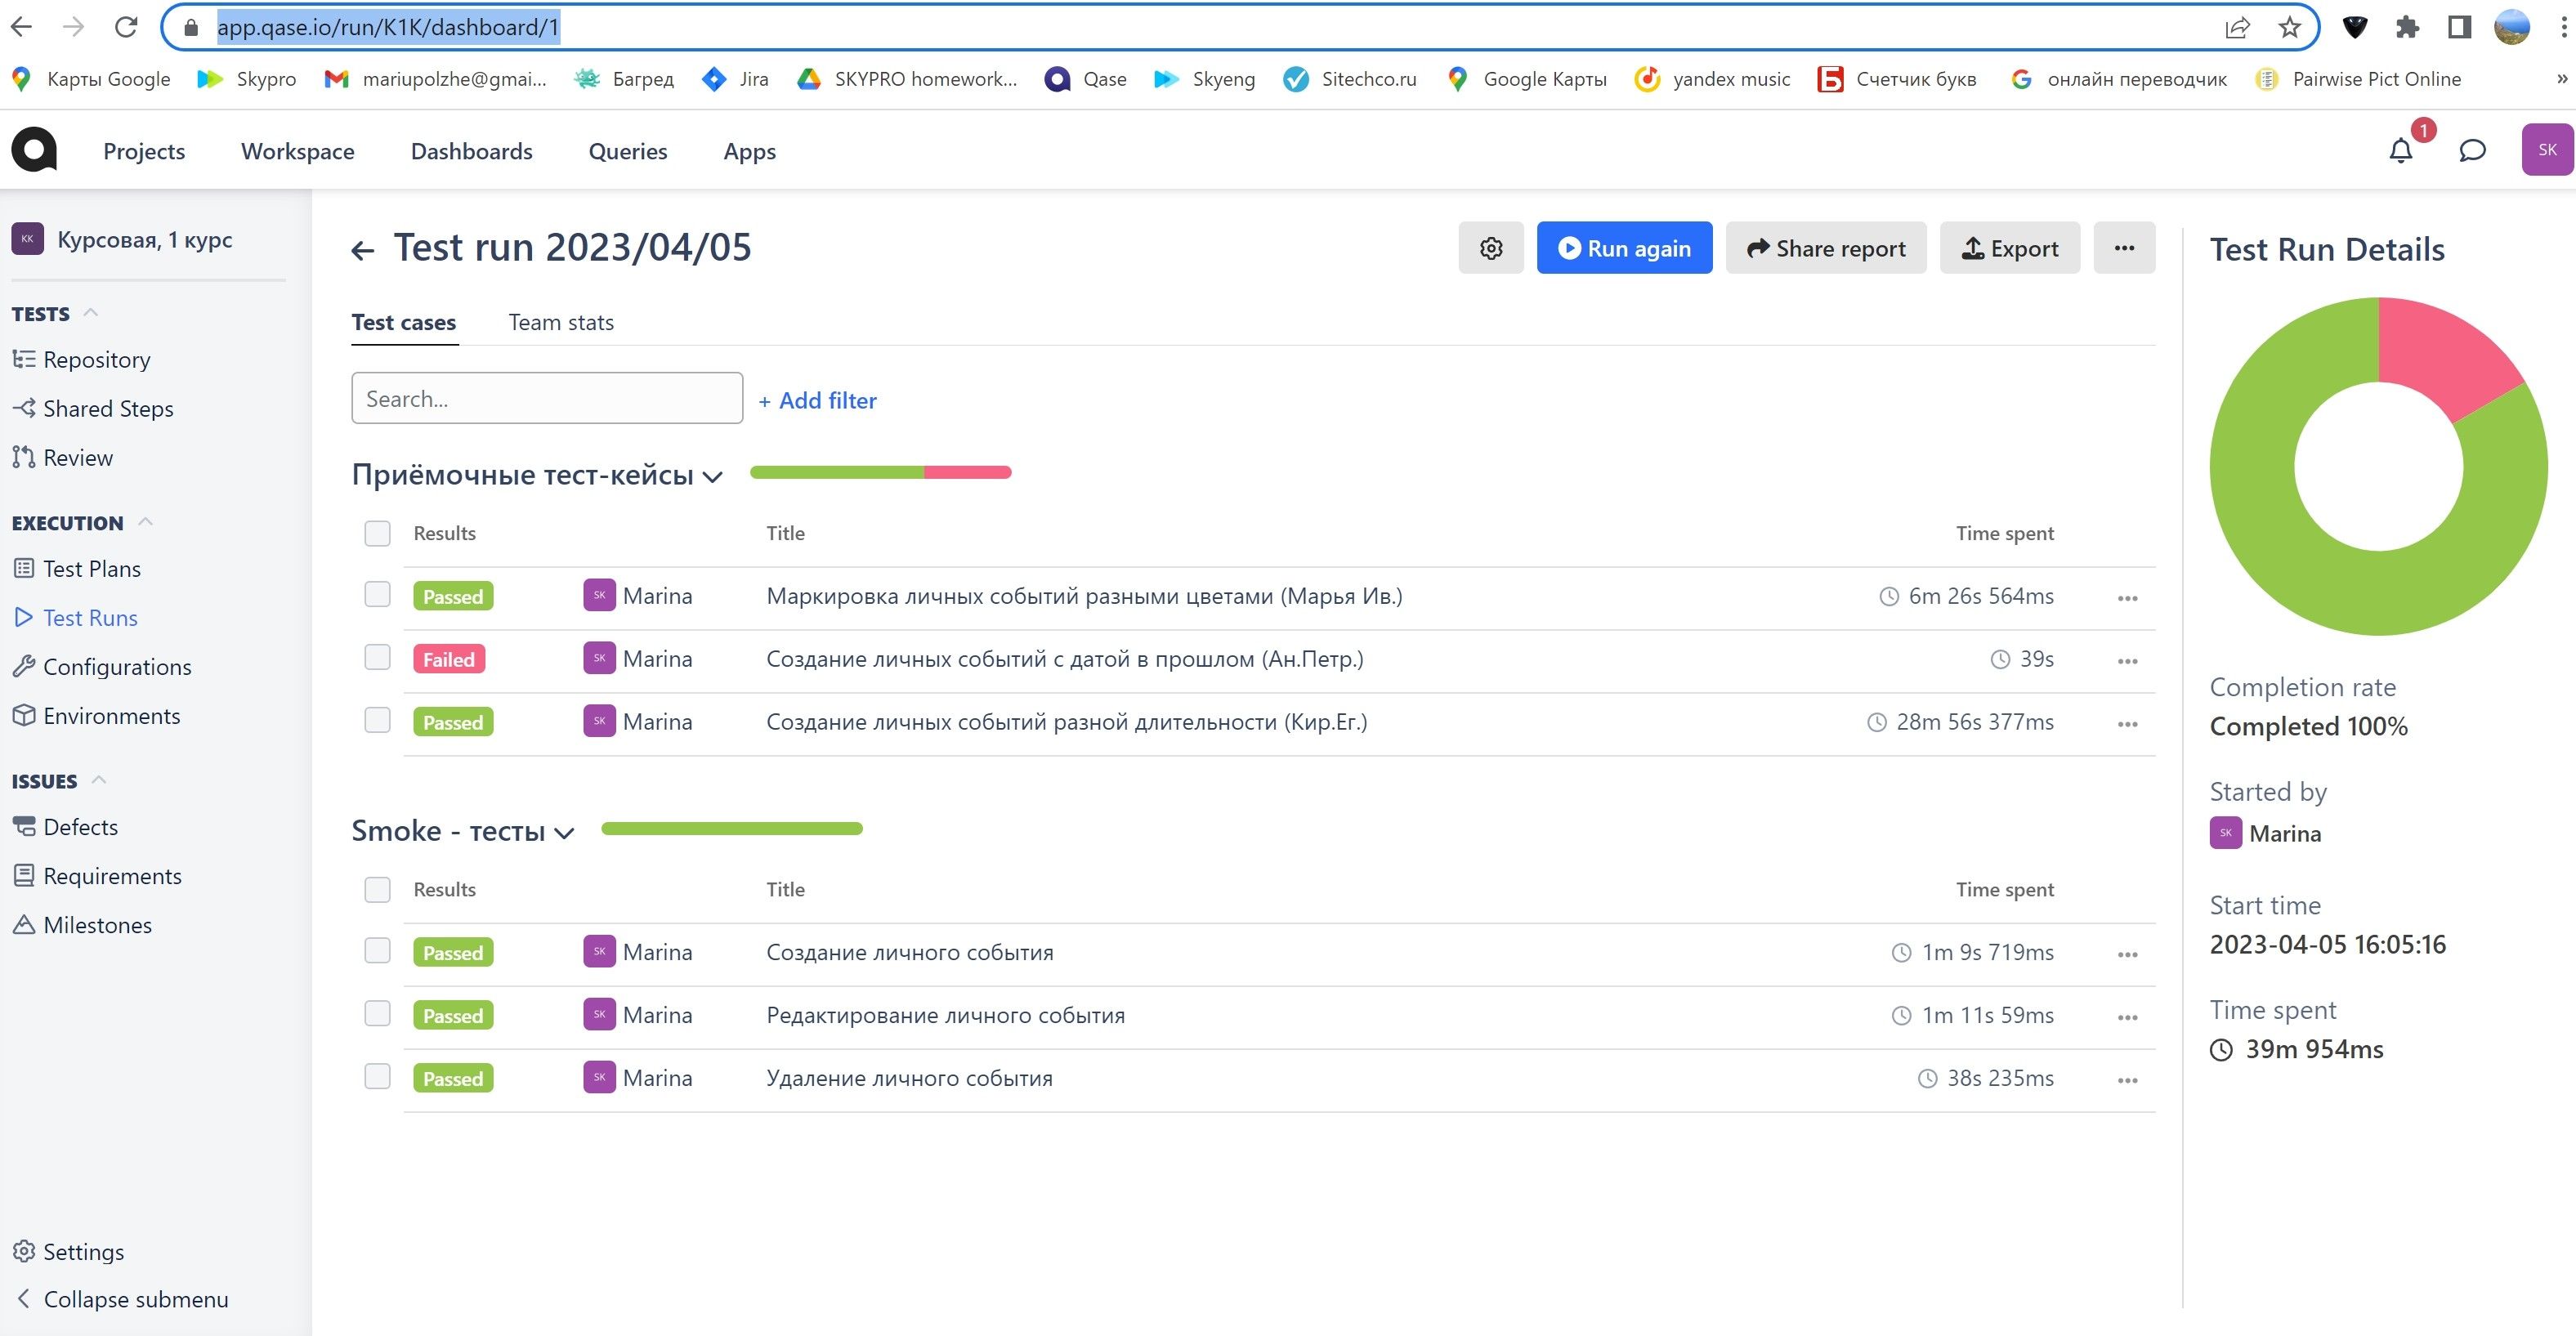 app.qase.io/run/K1K/dashboard/1
Карты Google Skypro mariupolzhe@gmai... Багред Jira SKYPRO homework... Qase Skyeng Sitechco.ru Google Карты yandex music Счетчик букв онлайн переводчик Pairwise Pict Online »
Projects Workspace Dashboards Queries Apps 1 SK
КК Курсовая, 1 курс
TESTS
Repository
Shared Steps
Review
EXECUTION
Test Plans
Test Runs
Configurations
Environments
ISSUES
Defects
Requirements
Milestones
Settings
Collapse submenu
Test run 2023/04/05 Run again Share report Export
Test cases Team stats
Search... + Add filter
Приёмочные тест-кейсы
Results Title Time spent
Passed SK Marina Маркировка личных событий разными цветами (Марья Ив.) 6m 26s 564ms
Failed SK Marina Создание личных событий с датой в прошлом (Ан.Петр.) 39s
Passed SK Marina Создание личных событий разной длительности (Кир.Ег.) 28m 56s 377ms
Smoke - тесты
Results Title Time spent
Passed SK Marina Создание личного события 1m 9s 719ms
Passed SK Marina Редактирование личного события 1m 11s 59ms
Passed SK Marina Удаление личного события 38s 235ms
Test Run Details
Completion rate
Completed 100%
Started by
SK Marina
Start time
2023-04-05 16:05:16
Time spent
39m 954ms